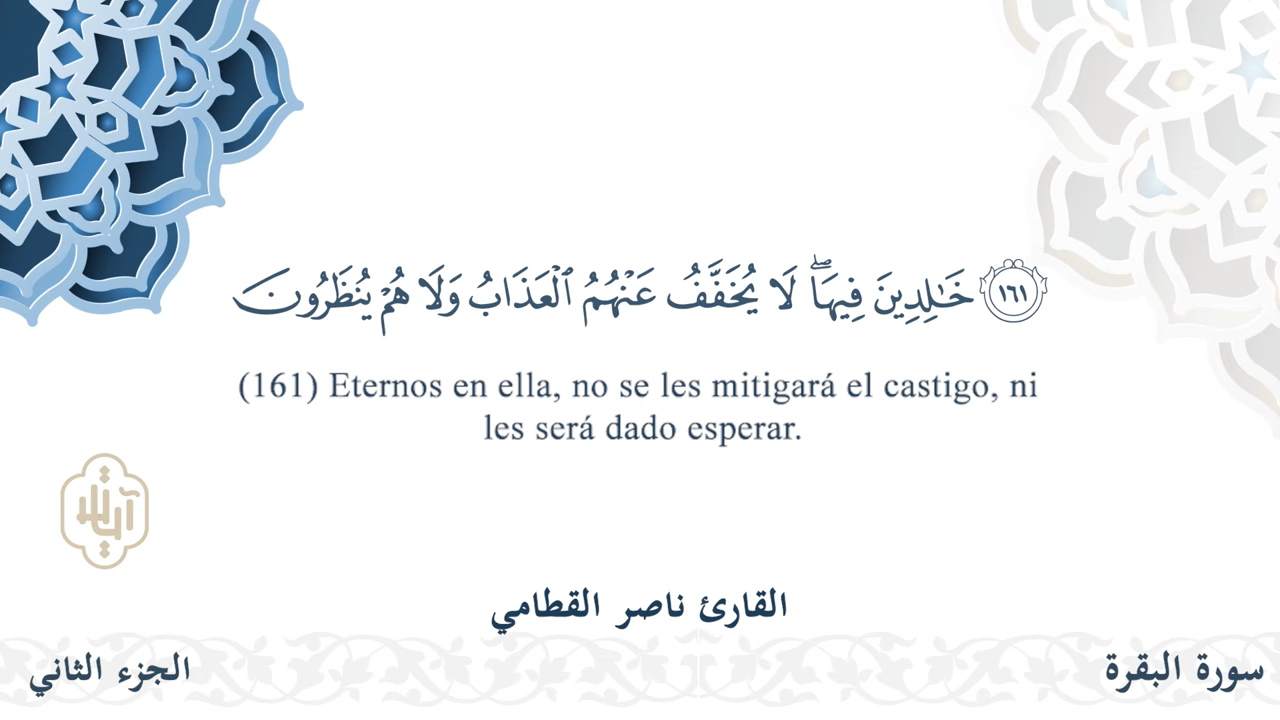 ١٦١ خَـٰلِدِينَ فِيهَا ۖ لَا يُخَفَّفُ عَنْهُمُ ٱلْعَذَابُ وَلَا هُمْ يُنظَرُونَ
(161) Eternos en ella, no se les mitigará el castigo, ni
les será dado esperar.
القارئ ناصر القطامي
سورة البقرة
الجزء الثاني